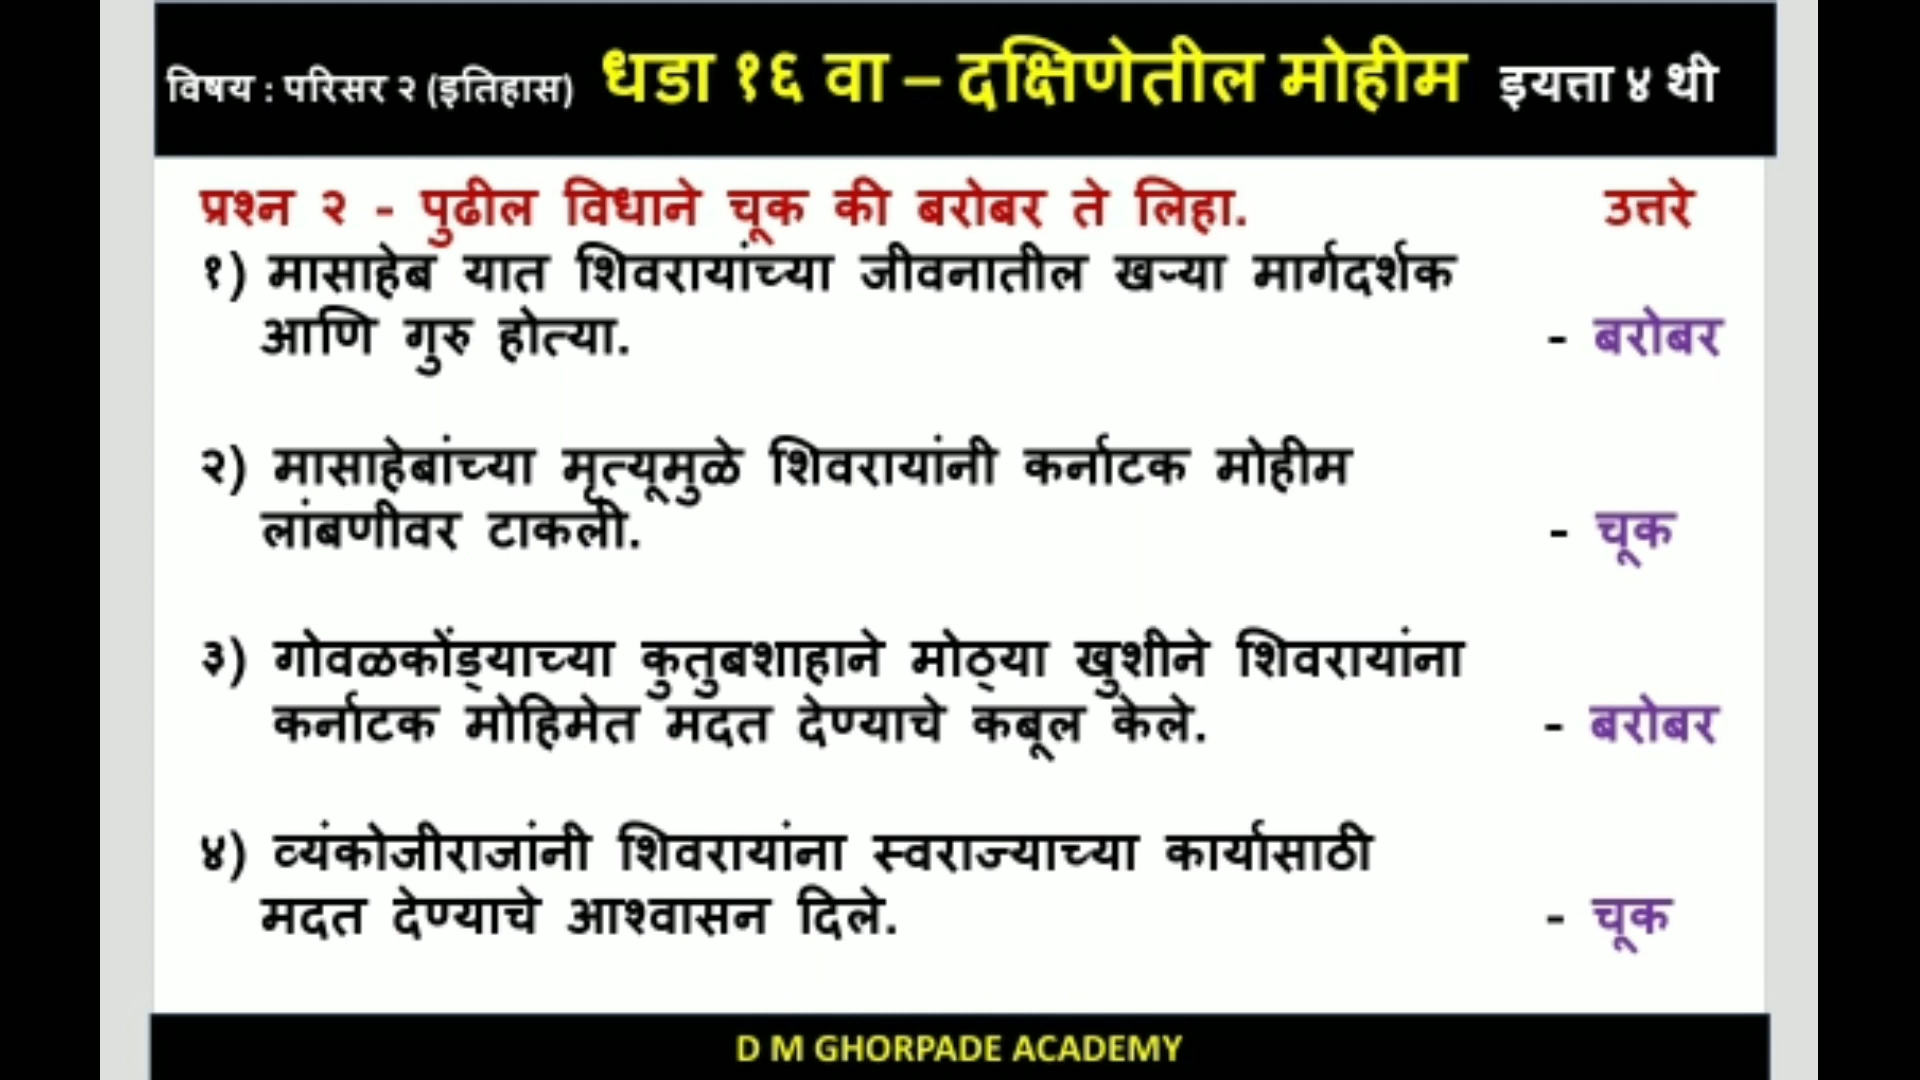 विषय : परिसर २ (इतिहास) धडा १६ वा – दक्षिणेतील मोहीम इयत्ता ४ थी
प्रश्न २ - पुढील विधाने चूक की बरोबर ते लिहा. उत्तरे
१) मासाहेब यात शिवरायांच्या जीवनातील खऱ्या मार्गदर्शक
आणि गुरु होत्या. - बरोबर
२) मासाहेबांच्या मृत्यूमुळे शिवरायांनी कर्नाटक मोहीम
लांबणीवर टाकली. - चूक
३) गोवळकोंड्याच्या कुतुबशाहाने मोठ्या खुशीने शिवरायांना
कर्नाटक मोहिमेत मदत देण्याचे कबूल केले. - बरोबर
४) व्यंकोजीराजांनी शिवरायांना स्वराज्याच्या कार्यासाठी
मदत देण्याचे आश्वासन दिले. - चूक
D M GHORPADE ACADEMY